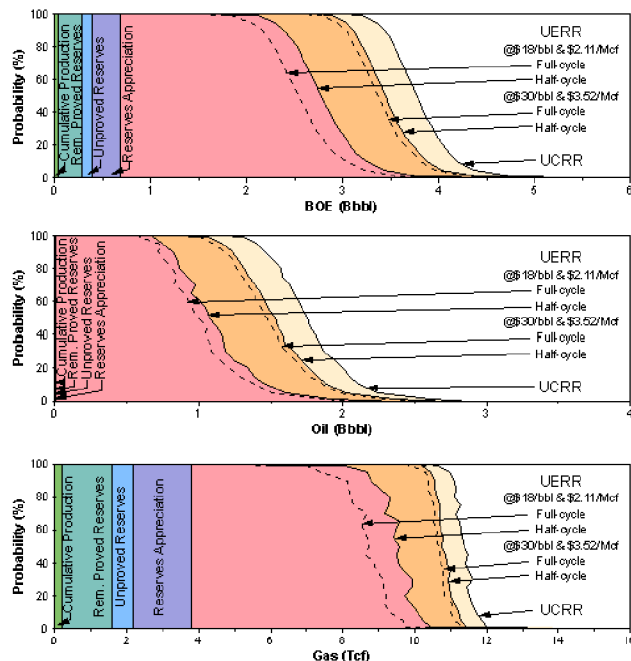 Probability (%)
100
80
60
40
20
0
Cumulative Production
Rem. Proved Reserves
Unproved Reserves
Reserves Appreciation
UERR
@$18/bbl & $2.11/Mcf
Full-cycle
Half-cycle
@$30/bbl & $3.52/Mcf
Full-cycle
Half-cycle
UCRR
0 1 2 3 4 5 6
BOE (Bbbl)
Probability (%)
100
80
60
40
20
0
Cumulative Production
Rem. Proved Reserves
Unproved Reserves
Reserves Appreciation
UERR
@$18/bbl & $2.11/Mcf
Full-cycle
Half-cycle
@$30/bbl & $3.52/Mcf
Full-cycle
Half-cycle
UCRR
0 1 2 3 4
Oil (Bbbl)
Probability (%)
100
80
60
40
20
0
Cumulative Production
Rem. Proved Reserves
Unproved Reserves
Reserves Appreciation
UERR
@$18/bbl & $2.11/Mcf
Full-cycle
Half-cycle
@$30/bbl & $3.52/Mcf
Full-cycle
Half-cycle
UCRR
0 2 4 6 8 10 12 14 16
Gas (Tcf)